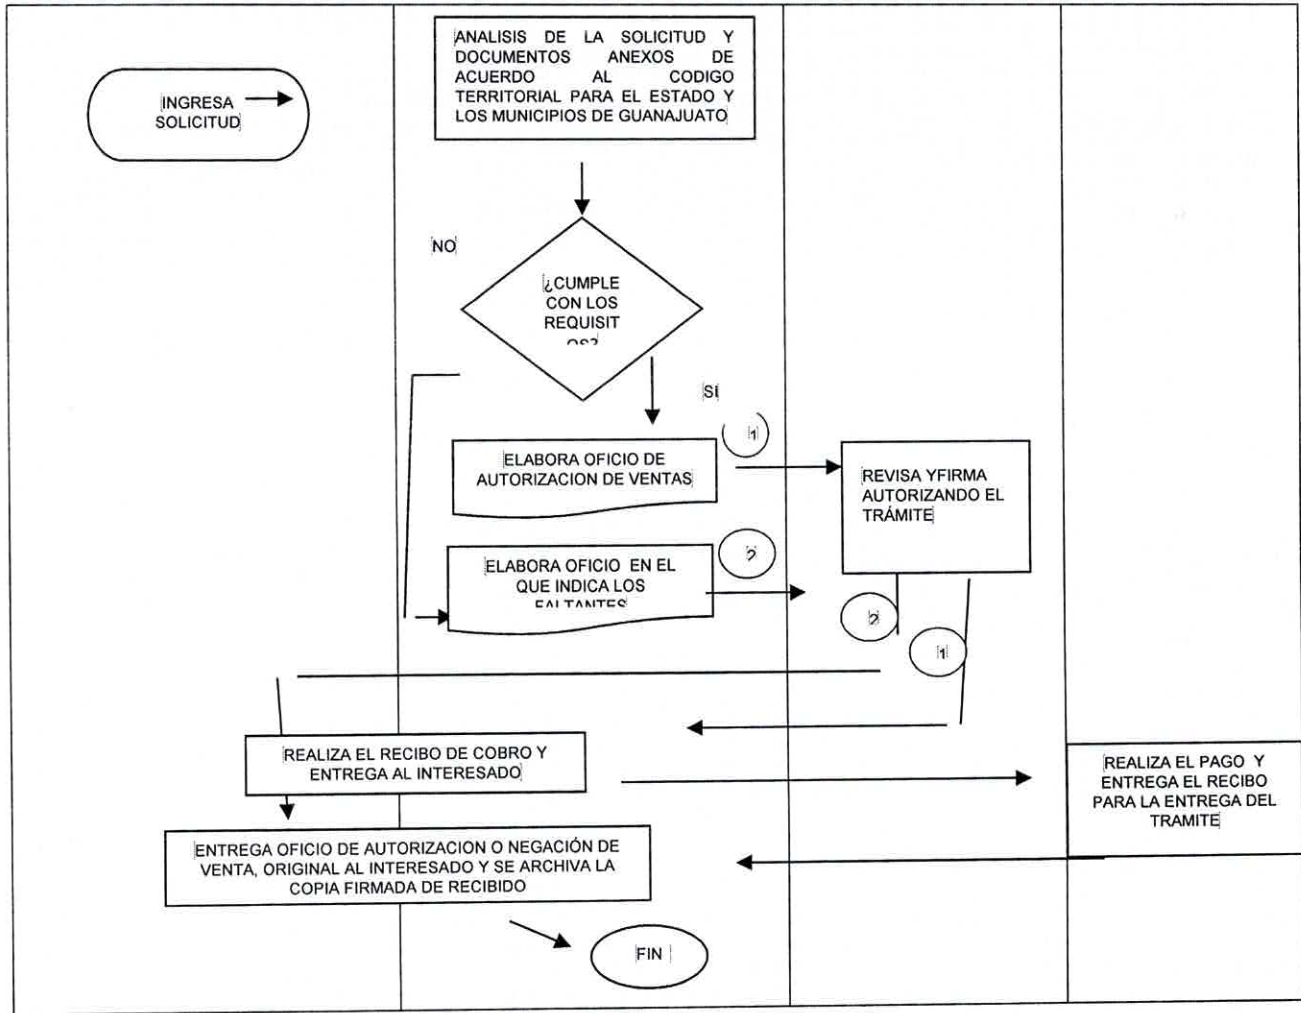 INGRESA
SOLICITUD
ANALISIS DE LA SOLICITUD Y
DOCUMENTOS ANEXOS DE
ACUERDO AL CODIGO
TERRITORIAL PARA EL ESTADO Y
LOS MUNICIPIOS DE GUANAJUATO
NO
¿CUMPLE
CON LOS
REQUISIT
OS?
SI
1
ELABORA OFICIO DE
AUTORIZACION DE VENTAS
REVISA YFIRMA
AUTORIZANDO EL
TRÁMITE
2
ELABORA OFICIO EN EL
QUE INDICA LOS
FALTANTES
2
1
REALIZA EL RECIBO DE COBRO Y
ENTREGA AL INTERESADO
REALIZA EL PAGO Y
ENTREGA EL RECIBO
PARA LA ENTREGA DEL
TRAMITE
ENTREGA OFICIO DE AUTORIZACION O NEGACIÓN DE
VENTA, ORIGINAL AL INTERESADO Y SE ARCHIVA LA
COPIA FIRMADA DE RECIBIDO
FIN